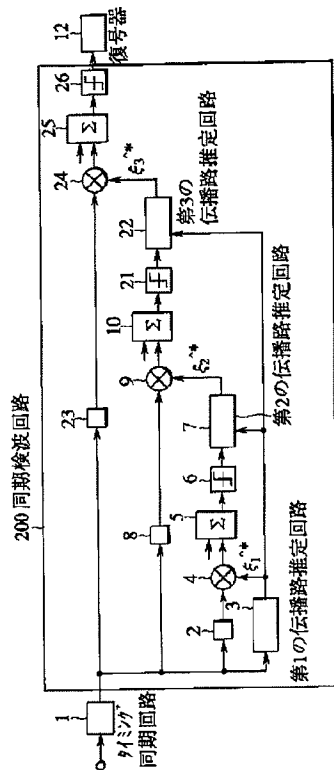 1
タイミング
同期回路
200 同期検波回路
2
3
第1の伝播路推定回路
4
ξ₁^*
5
Σ
6
7
第2の伝播路推定回路
8
9
ξ₂^*
10
Σ
21
22
第3の
伝播路推定回路
23
24
ξ₃^*
25
Σ
26
12
復号器